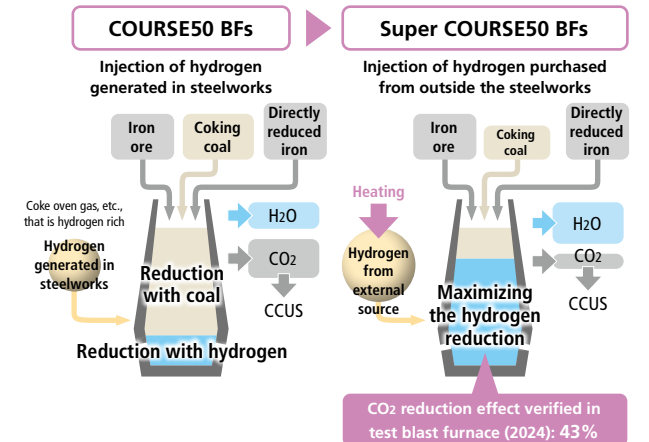 COURSE50 BFs
Super COURSE50 BFs
Injection of hydrogen
generated in steelworks
Injection of hydrogen purchased
from outside the steelworks
Iron
ore
Coking
coal
Directly
reduced
iron
Iron
ore
Coking
coal
Directly
reduced
iron
Coke oven gas, etc.,
that is hydrogen rich
Hydrogen
generated in
steelworks
Reduction
with coal
Reduction with hydrogen
H2O
CO2
CCUS
Heating
Hydrogen
from
external
source
Maximizing
the hydrogen
reduction
H2O
CO2
CCUS
CO2 reduction effect verified in
test blast furnace (2024): 43%